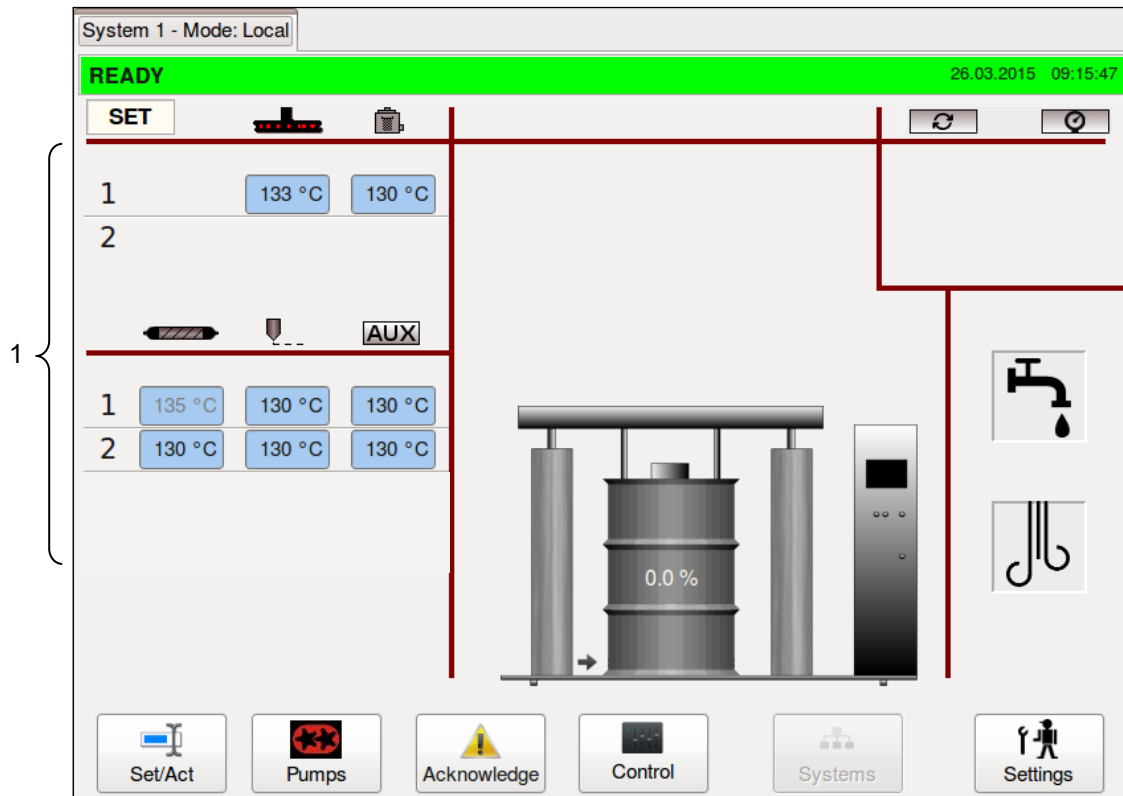 System 1 - Mode: Local
READY 26.03.2015 09:15:47
SET
1 133 °C 130 °C
2
AUX
1
1 135 °C 130 °C 130 °C
2 130 °C 130 °C 130 °C
0.0 %
Set/Act Pumps Acknowledge Control Systems Settings